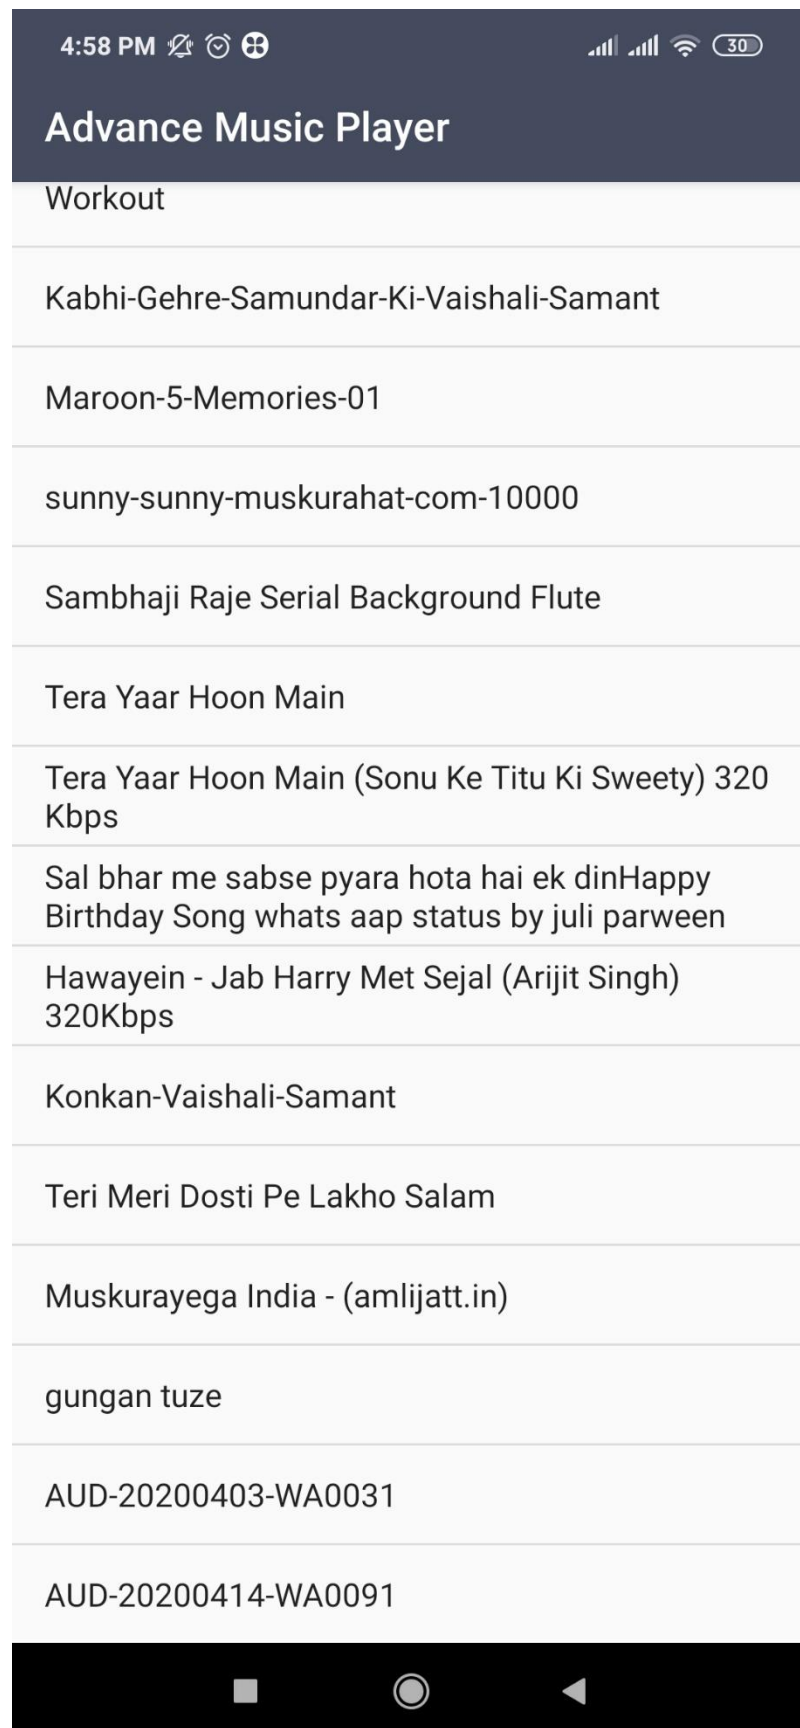 4:58 PM 30
Advance Music Player
Workout
Kabhi-Gehre-Samundar-Ki-Vaishali-Samant
Maroon-5-Memories-01
sunny-sunny-muskurahat-com-10000
Sambhaji Raje Serial Background Flute
Tera Yaar Hoon Main
Tera Yaar Hoon Main (Sonu Ke Titu Ki Sweety) 320
Kbps
Sal bhar me sabse pyara hota hai ek dinHappy
Birthday Song whats aap status by juli parween
Hawayein - Jab Harry Met Sejal (Arijit Singh)
320Kbps
Konkan-Vaishali-Samant
Teri Meri Dosti Pe Lakho Salam
Muskurayega India - (amlijatt.in)
gungan tuze
AUD-20200403-WA0031
AUD-20200414-WA0091